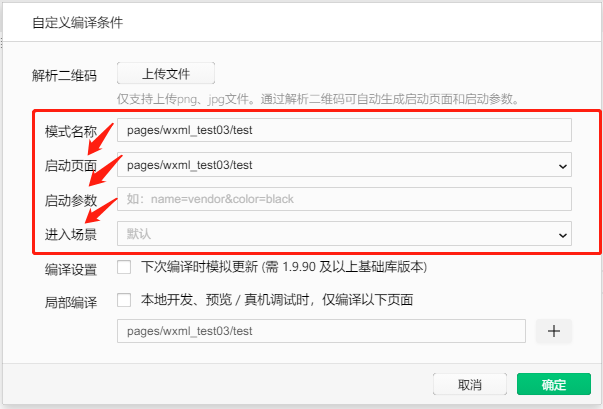 自定义编译条件
解析二维码 上传文件
仅支持上传png、jpg文件。通过解析二维码可自动生成启动页面和启动参数。
模式名称 pages/wxml_test03/test
启动页面 pages/wxml_test03/test
启动参数 如：name=vendor&color=black
进入场景 默认
编译设置 下次编译时模拟更新 (需 1.9.90 及以上基础库版本)
局部编译 本地开发、预览 / 真机调试时，仅编译以下页面
pages/wxml_test03/test +
取消 确定